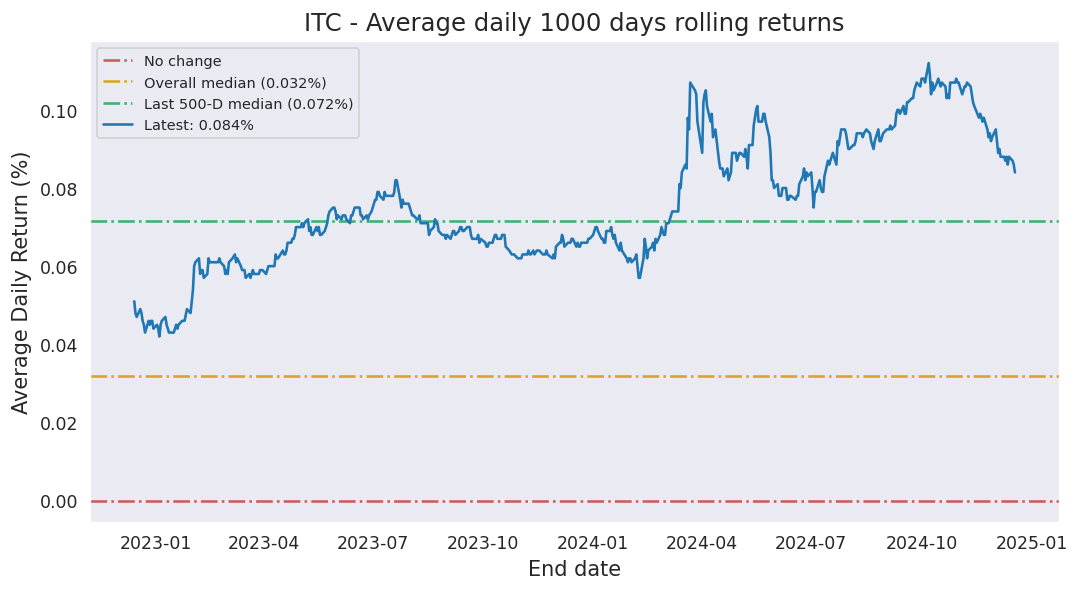 ITC - Average daily 1000 days rolling returns
No change
Overall median (0.032%)
Last 500-D median (0.072%)
Latest: 0.084%
Average Daily Return (%)
0.10
0.08
0.06
0.04
0.02
0.00
2023-01 2023-04 2023-07 2023-10 2024-01 2024-04 2024-07 2024-10 2025-01
End date